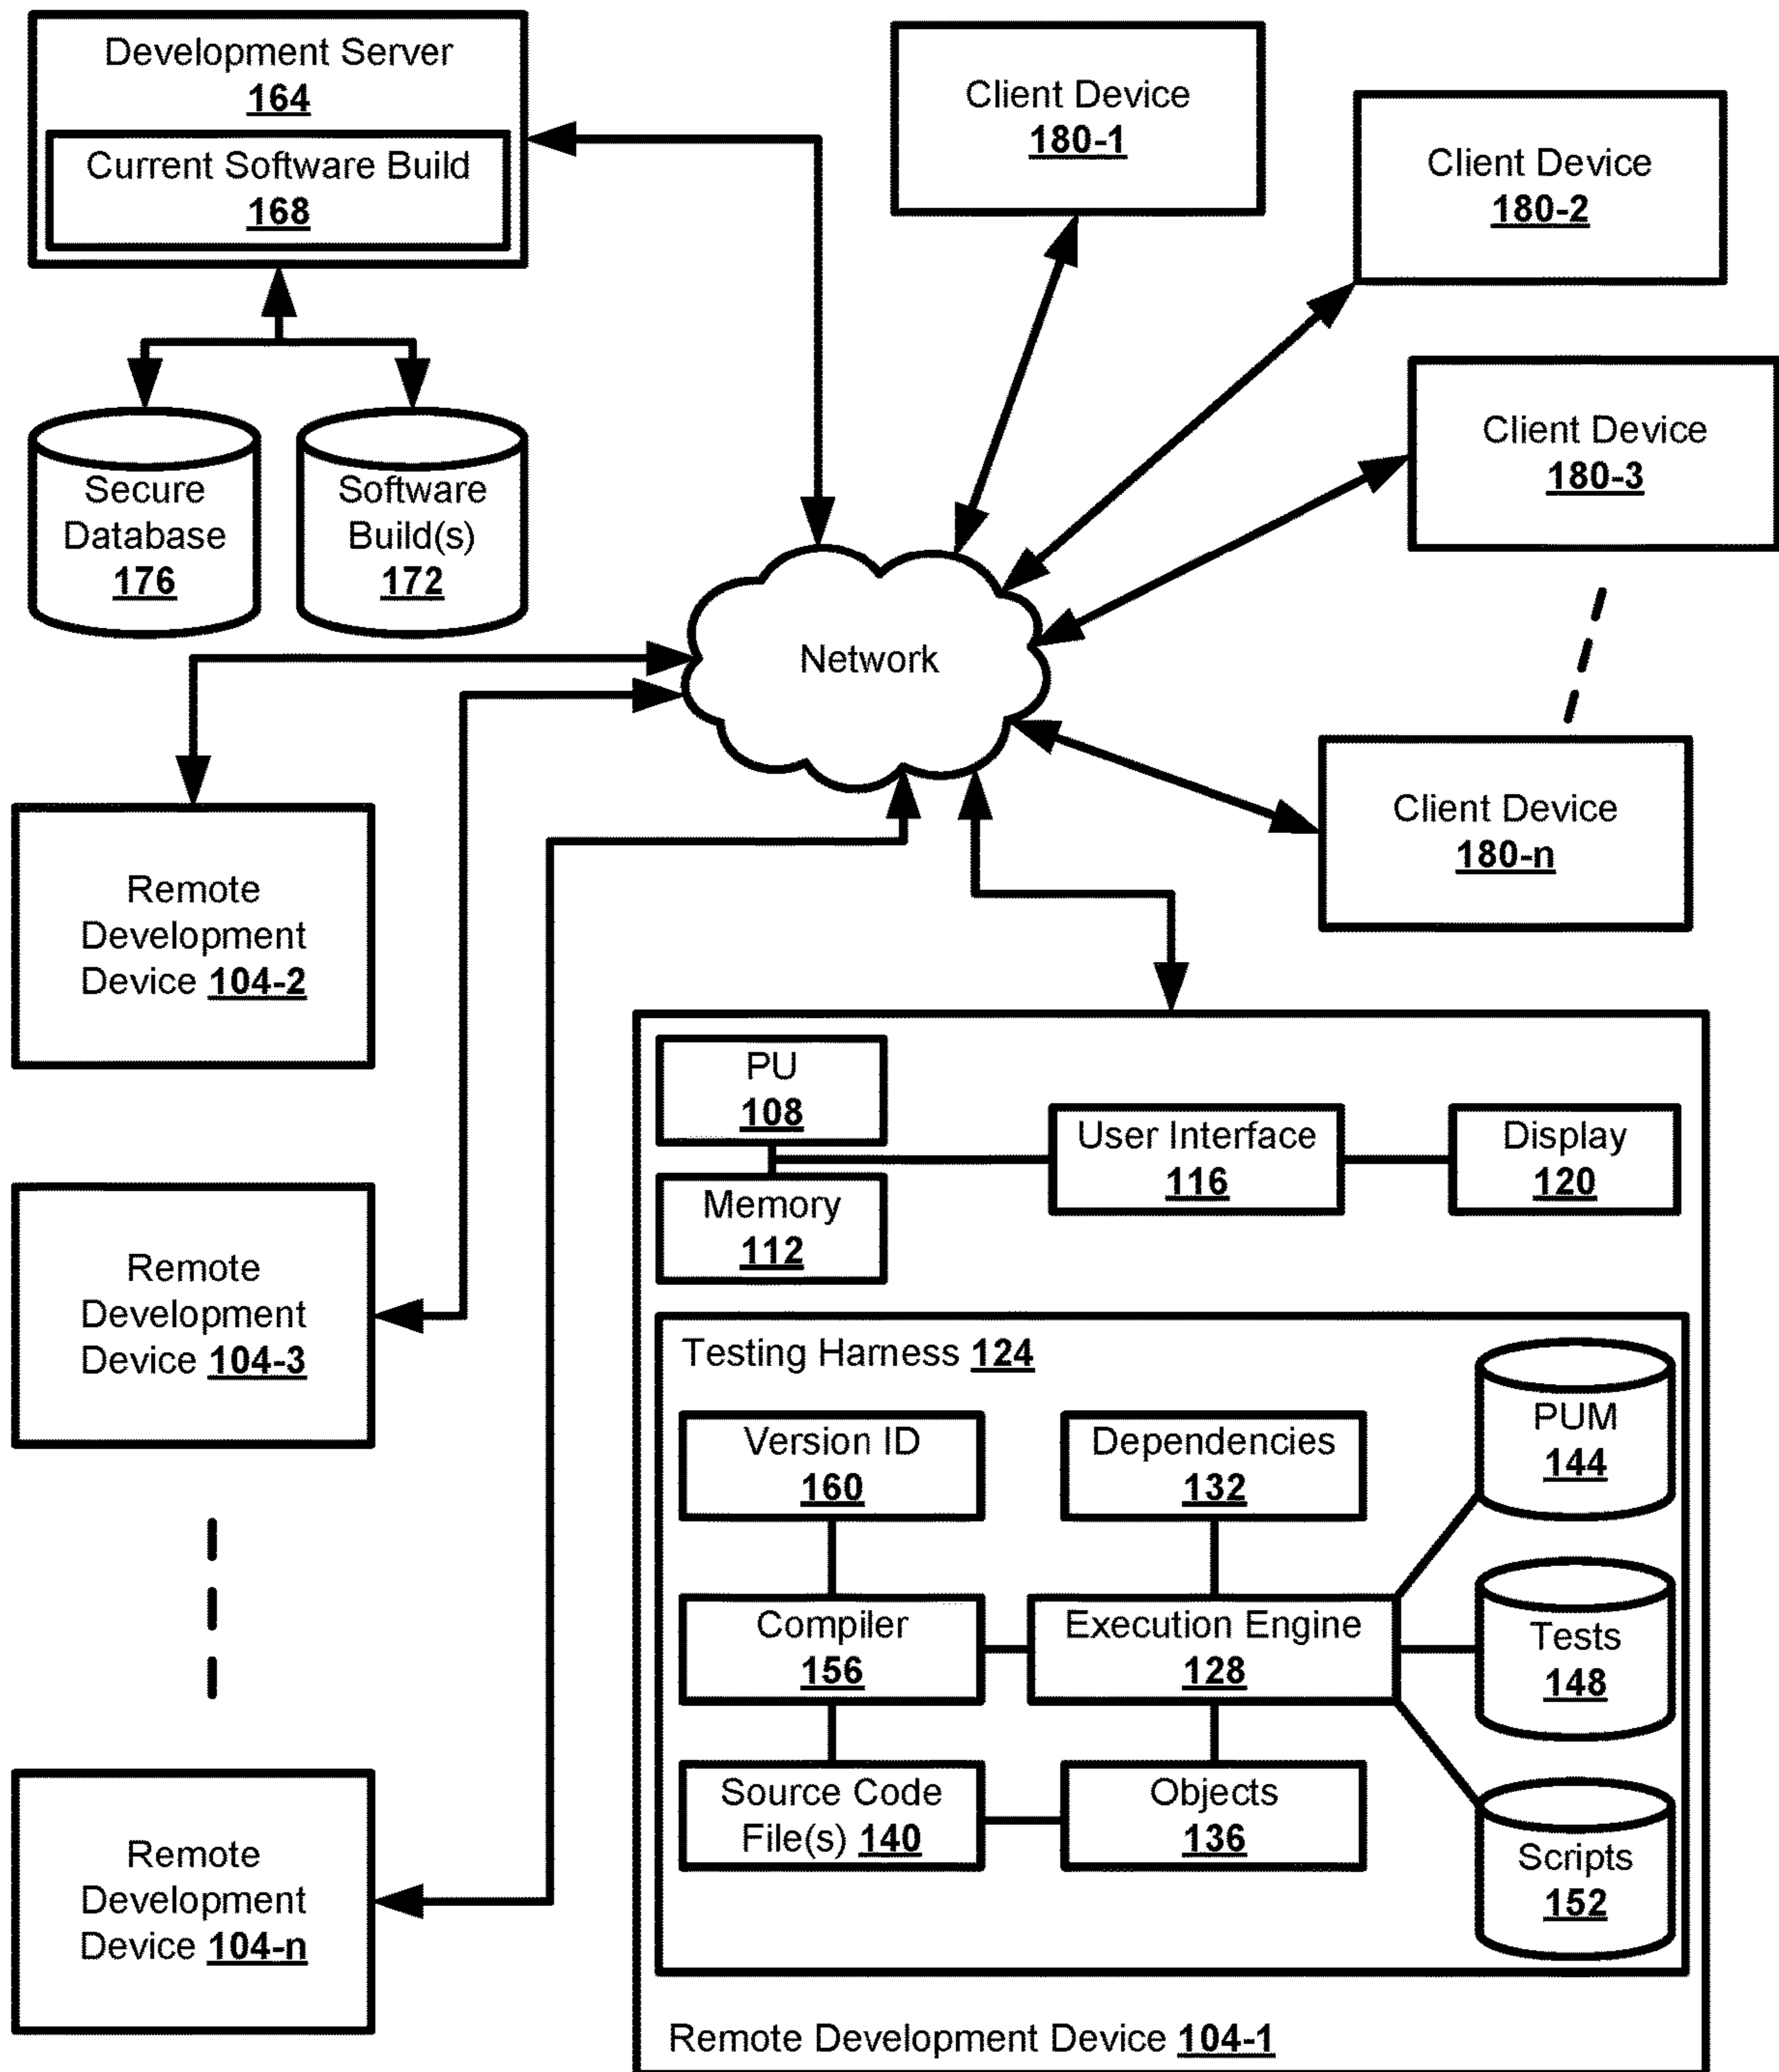 Development Server
164
Current Software Build
168
Client Device
180-1
Client Device
180-2
Client Device
180-3
Secure
Database
176
Software
Build(s)
172
Network
Client Device
180-n
Remote
Development
Device 104-2
Remote
Development
Device 104-3
Remote
Development
Device 104-n
PU
108
Memory
112
User Interface
116
Display
120
Testing Harness 124
Version ID
160
Dependencies
132
PUM
144
Compiler
156
Execution Engine
128
Tests
148
Source Code
File(s) 140
Objects
136
Scripts
152
Remote Development Device 104-1